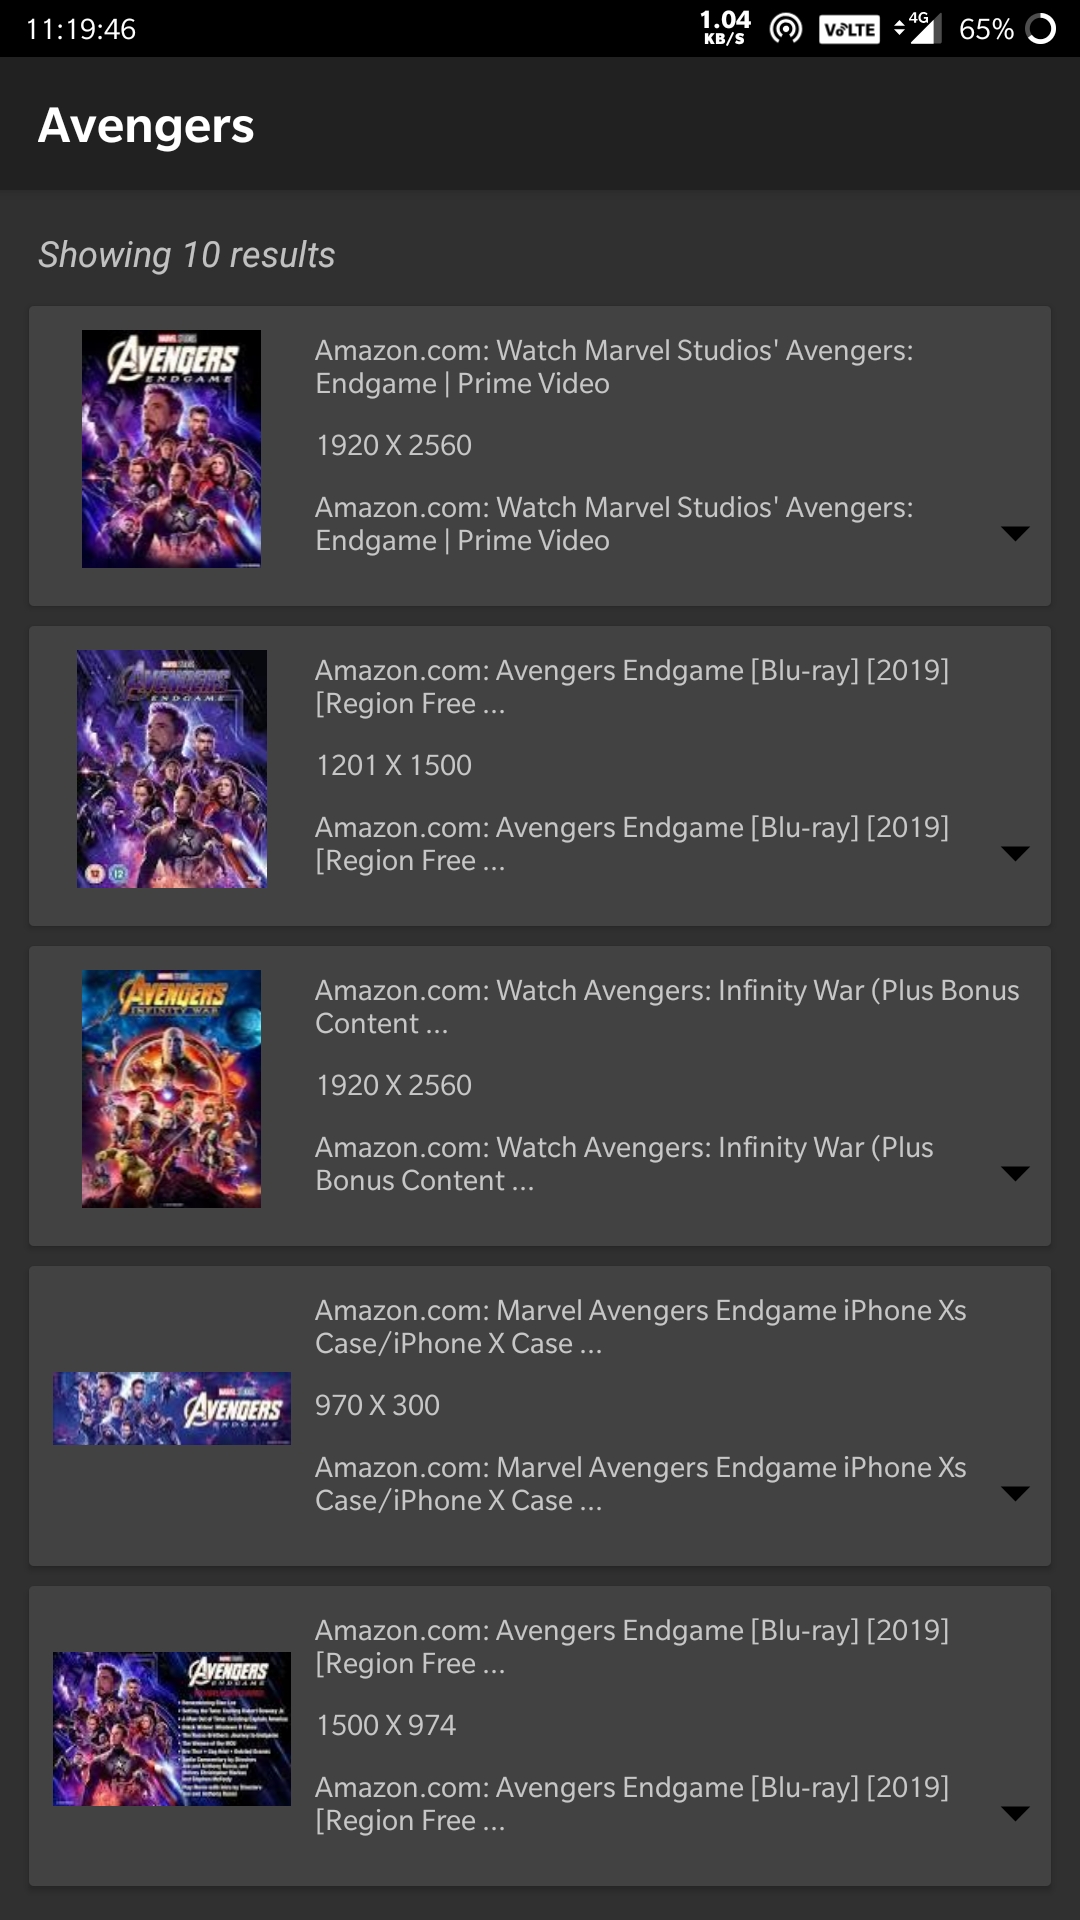 11:19:46
1.04
KB/S
VoLTE
4G
65%
Avengers
Showing 10 results
MARVEL STUDIOS
AVENGERS
ENDGAME
Amazon.com: Watch Marvel Studios' Avengers:
Endgame | Prime Video
1920 X 2560
Amazon.com: Watch Marvel Studios' Avengers:
Endgame | Prime Video
AVENGERS
ENDGAME
12
12
Amazon.com: Avengers Endgame [Blu-ray] [2019]
[Region Free ...
1201 X 1500
Amazon.com: Avengers Endgame [Blu-ray] [2019]
[Region Free ...
AVENGERS
INFINITY WAR
Amazon.com: Watch Avengers: Infinity War (Plus Bonus
Content ...
1920 X 2560
Amazon.com: Watch Avengers: Infinity War (Plus
Bonus Content ...
AVENGERS
ENDGAME
Amazon.com: Marvel Avengers Endgame iPhone Xs
Case/iPhone X Case ...
970 X 300
Amazon.com: Marvel Avengers Endgame iPhone Xs
Case/iPhone X Case ...
AVENGERS
ENDGAME
Amazon.com: Avengers Endgame [Blu-ray] [2019]
[Region Free ...
1500 X 974
Amazon.com: Avengers Endgame [Blu-ray] [2019]
[Region Free ...